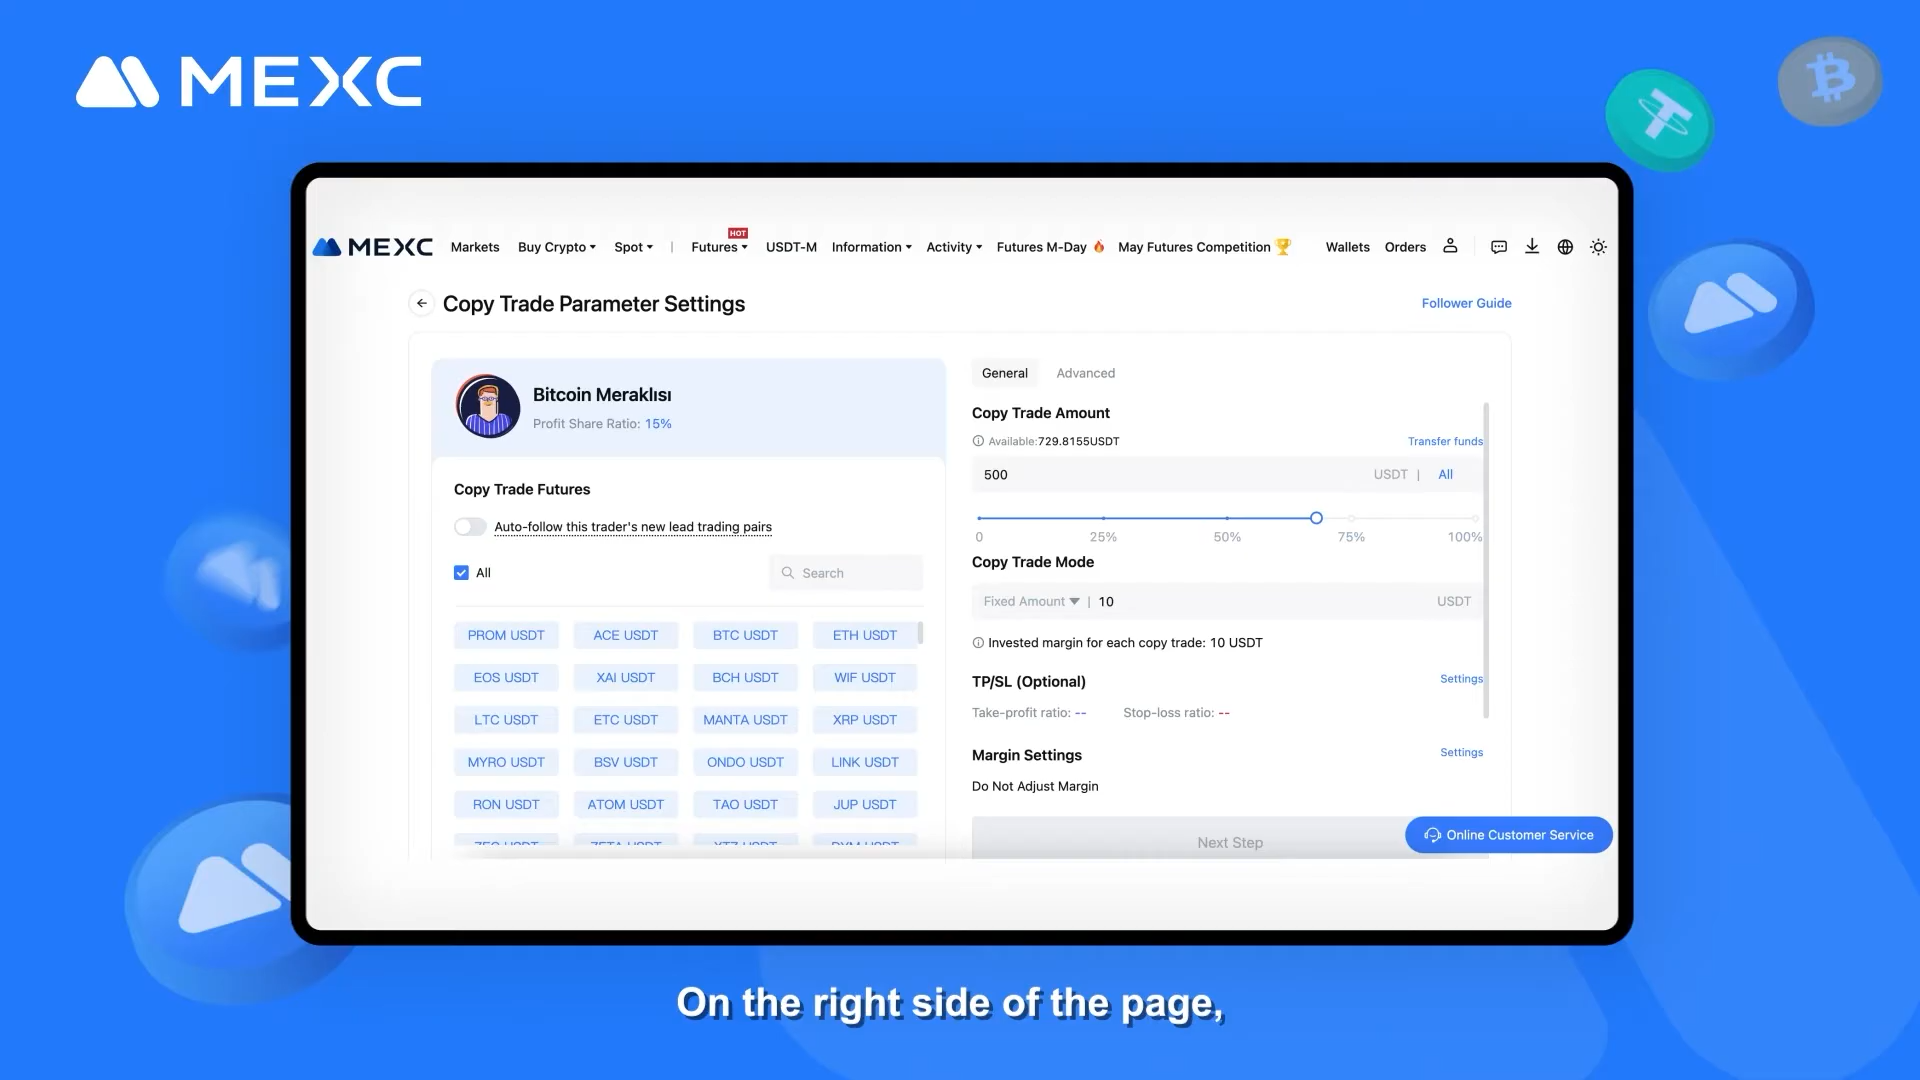 MEXC
MEXC Markets Buy Crypto Spot | Futures HOT USDT-M Information Activity Futures M-Day May Futures Competition Wallets Orders
Copy Trade Parameter Settings
Follower Guide
Bitcoin Meraklısı
Profit Share Ratio: 15%
Copy Trade Futures
Auto-follow this trader's new lead trading pairs
All
Search
PROM USDT ACE USDT BTC USDT ETH USDT
EOS USDT XAI USDT BCH USDT WIF USDT
LTC USDT ETC USDT MANTA USDT XRP USDT
MYRO USDT BSV USDT ONDO USDT LINK USDT
RON USDT ATOM USDT TAO USDT JUP USDT
General Advanced
Copy Trade Amount
Available:729.8155USDT Transfer funds
500 USDT | All
0 25% 50% 75% 100%
Copy Trade Mode
Fixed Amount | 10 USDT
Invested margin for each copy trade: 10 USDT
TP/SL (Optional) Settings
Take-profit ratio: -- Stop-loss ratio: --
Margin Settings Settings
Do Not Adjust Margin
Next Step
Online Customer Service
On the right side of the page,